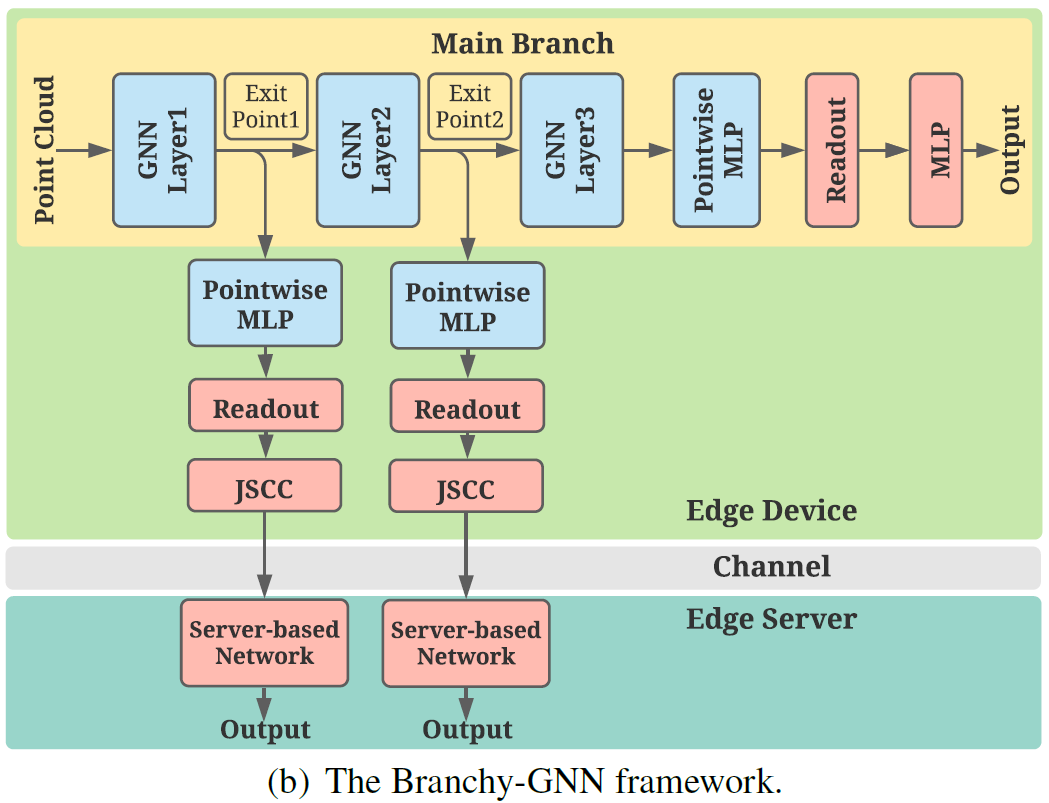 Main Branch
Point Cloud
GNN
Layer1
Exit
Point1
GNN
Layer2
Exit
Point2
GNN
Layer3
Pointwise
MLP
Readout
MLP
Output
Pointwise
MLP
Readout
JSCC
Pointwise
MLP
Readout
JSCC
Edge Device
Channel
Edge Server
Server-based
Network
Output
Server-based
Network
Output
(b) The Branchy-GNN framework.